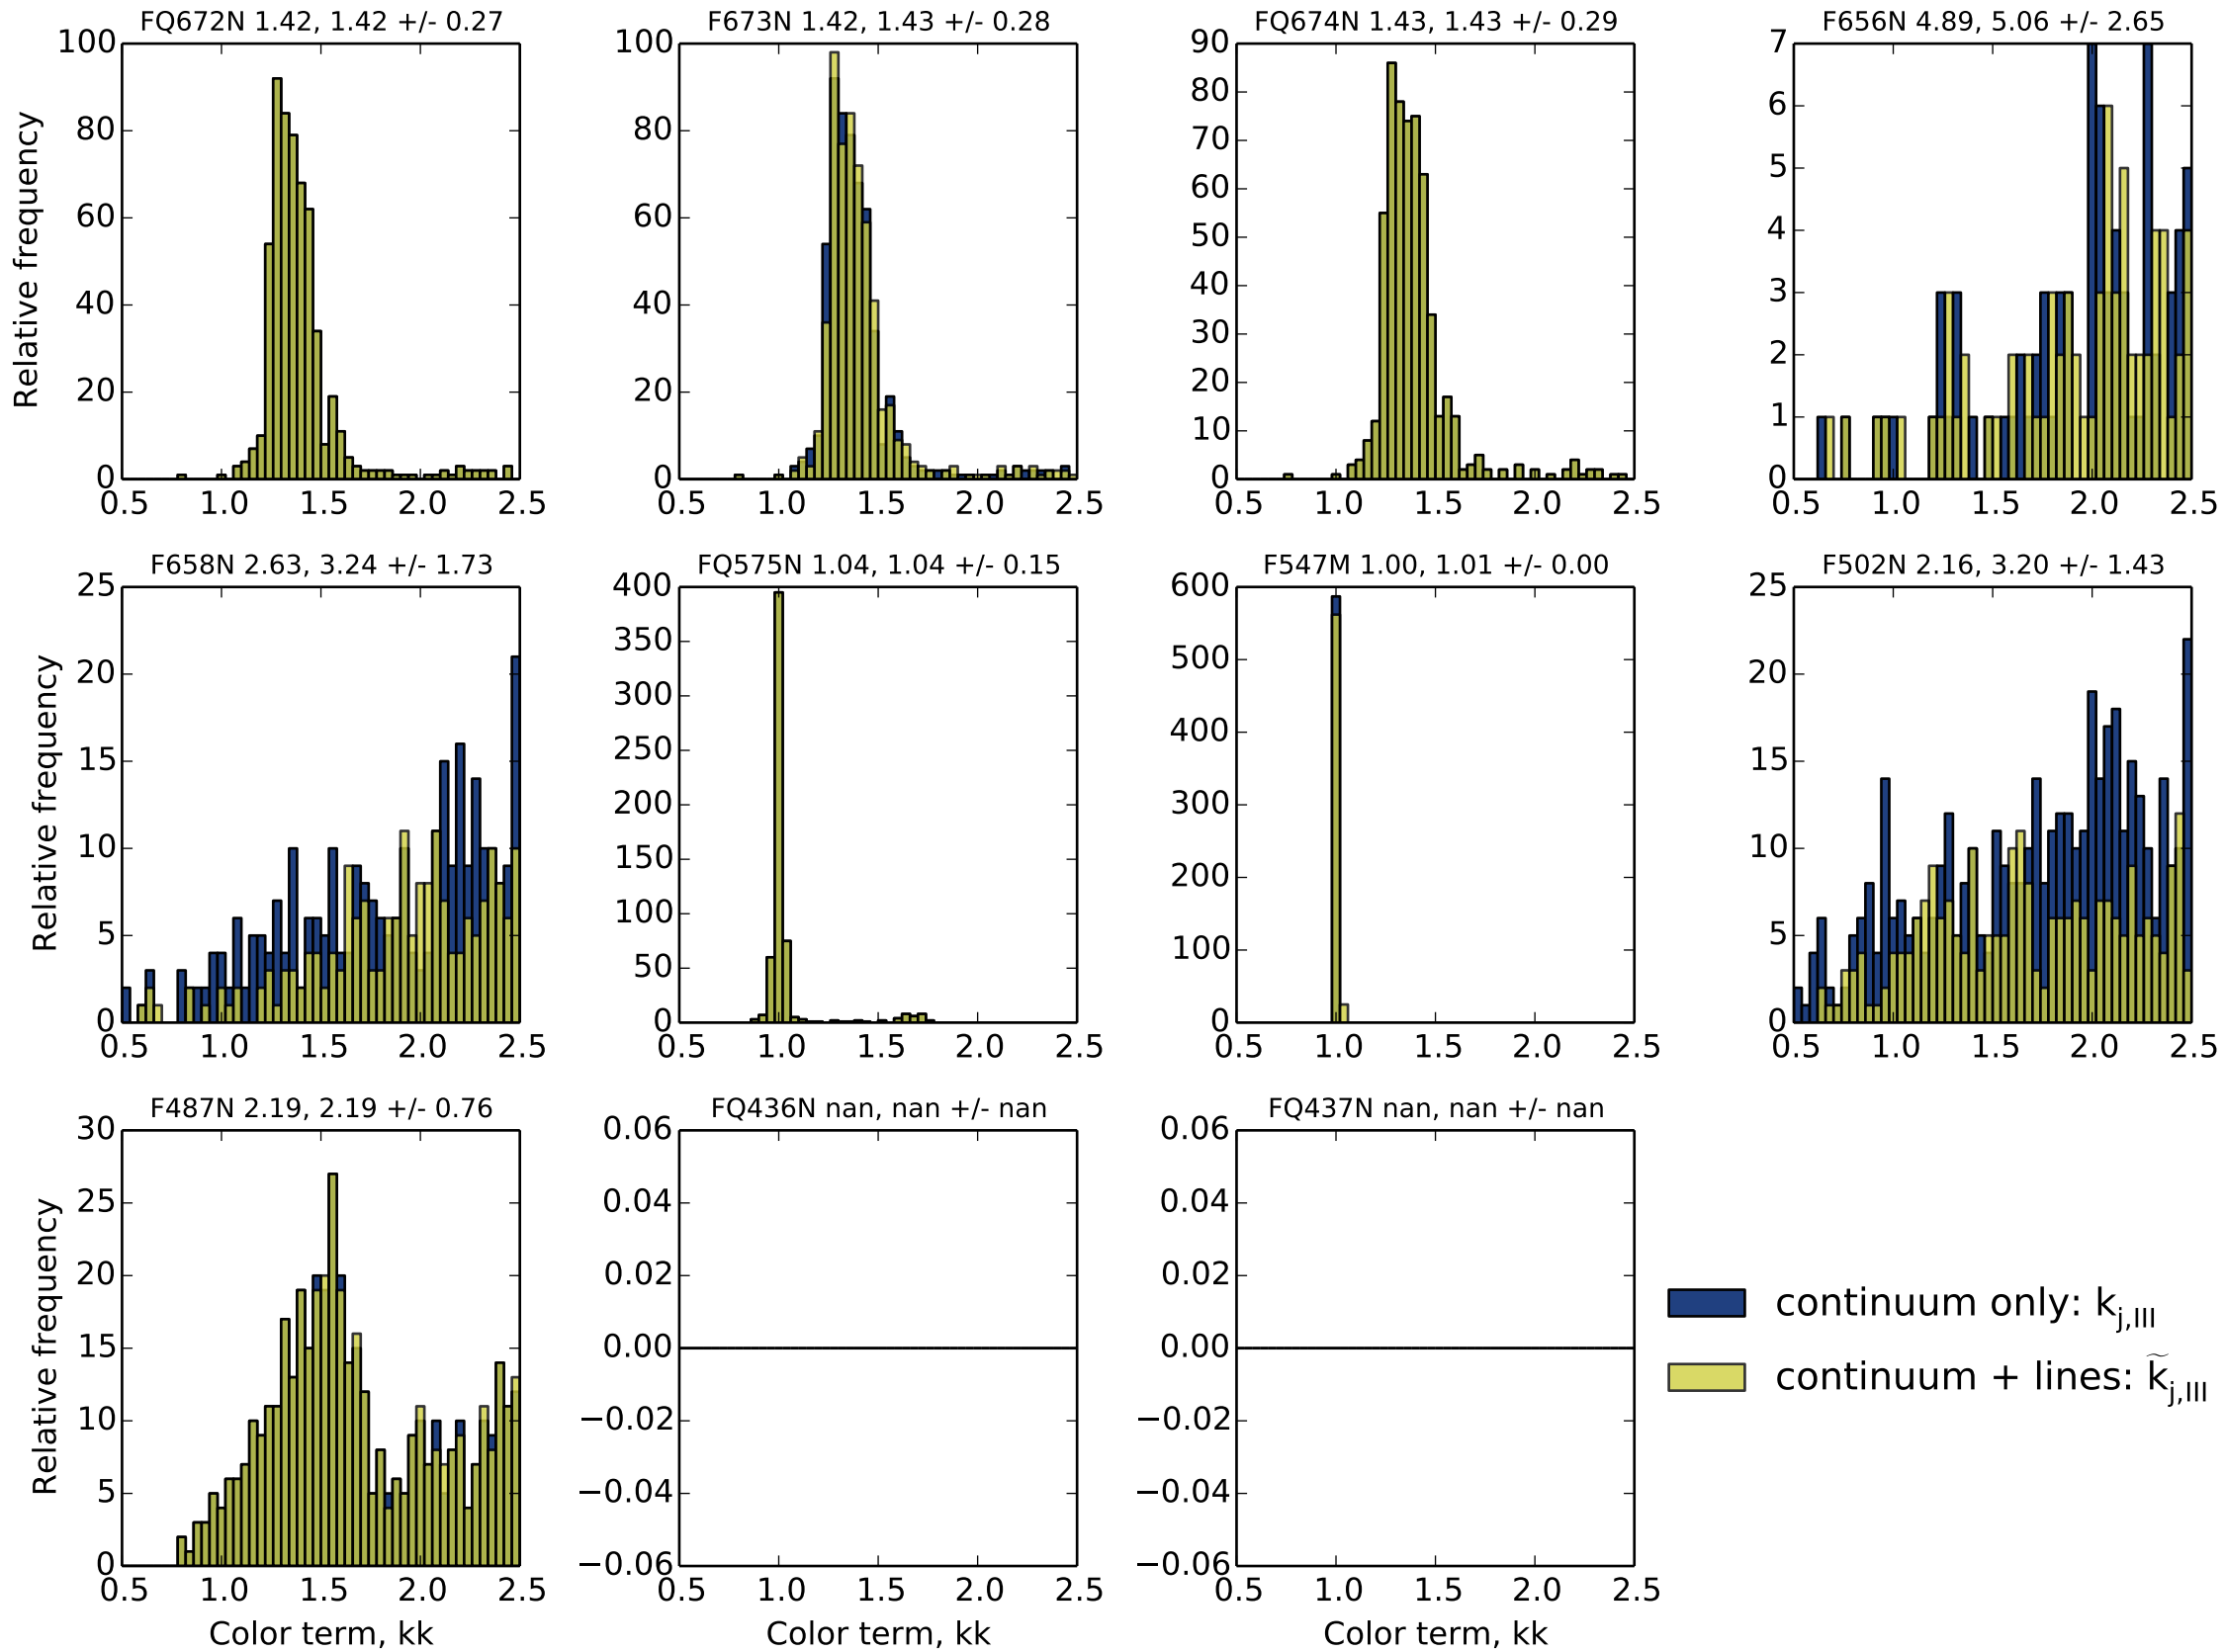 FQ672N 1.42, 1.42 +/- 0.27
F673N 1.42, 1.43 +/- 0.28
FQ674N 1.43, 1.43 +/- 0.29
F656N 4.89, 5.06 +/- 2.65
Relative frequency
100
80
60
40
20
0
0.5 1.0 1.5 2.0 2.5
100
80
60
40
20
0
0.5 1.0 1.5 2.0 2.5
90
80
70
60
50
40
30
20
10
0
0.5 1.0 1.5 2.0 2.5
7
6
5
4
3
2
1
0
0.5 1.0 1.5 2.0 2.5
F658N 2.63, 3.24 +/- 1.73
FQ575N 1.04, 1.04 +/- 0.15
F547M 1.00, 1.01 +/- 0.00
F502N 2.16, 3.20 +/- 1.43
Relative frequency
25
20
15
10
5
0
0.5 1.0 1.5 2.0 2.5
400
350
300
250
200
150
100
50
0
0.5 1.0 1.5 2.0 2.5
600
500
400
300
200
100
0
0.5 1.0 1.5 2.0 2.5
25
20
15
10
5
0
0.5 1.0 1.5 2.0 2.5
F487N 2.19, 2.19 +/- 0.76
FQ436N nan, nan +/- nan
FQ437N nan, nan +/- nan
Relative frequency
30
25
20
15
10
5
0
0.5 1.0 1.5 2.0 2.5
Color term, kk
0.06
0.04
0.02
0.00
−0.02
−0.04
−0.06
0.5 1.0 1.5 2.0 2.5
Color term, kk
0.06
0.04
0.02
0.00
−0.02
−0.04
−0.06
0.5 1.0 1.5 2.0 2.5
Color term, kk
continuum only: k_j,III
continuum + lines: k̃_j,III